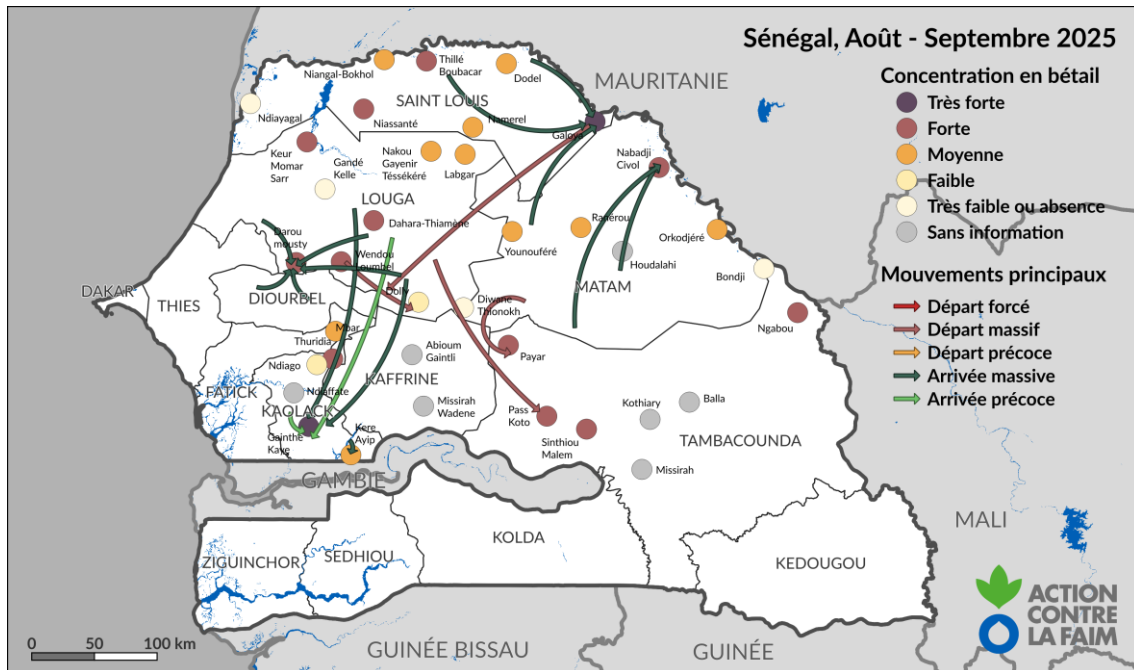 Sénégal, Août - Septembre 2025
Concentration en bétail
Très forte
Forte
Moyenne
Faible
Très faible ou absence
Sans information
Mouvements principaux
Départ forcé
Départ massif
Départ précoce
Arrivée massive
Arrivée précoce
MAURITANIE
Niangal-Bokhol
Thillé
Boubacar
Dodel
SAINT LOUIS
Ndiayagal
Niassanté
Namerel
Galoya
Keur
Momar
Sarr
Gandé
Kelle
Nakou
Gayenir
Téssékéré
Labgar
Nabadji
Civol
LOUGA
Dahara-Thiamène
Ranérou
Younouféré
Orkodjéré
Darou
mousty
Wendou
Loumbel
Houdalahi
Bondji
DAKAR
THIES
DIOURBEL
Dolly
Diwane
Thionokh
MATAM
Ngabou
Mbar
Thuridia
Abioum
Gaintli
Payar
Ndiago
KAFFRINE
FATICK
Ndiaffate
KAOLACK
Missirah
Wadene
Pass
Koto
Kothiary
Balla
Gainthe
Kaye
Kere
Ayip
Sinthiou
Malem
TAMBACOUNDA
Missirah
GAMBIE
MALI
ZIGUINCHOR
SEDHIOU
KOLDA
KEDOUGOU
GUINÉE BISSAU
GUINÉE
0 50 100 km
ACTION
CONTRE
LA FAIM